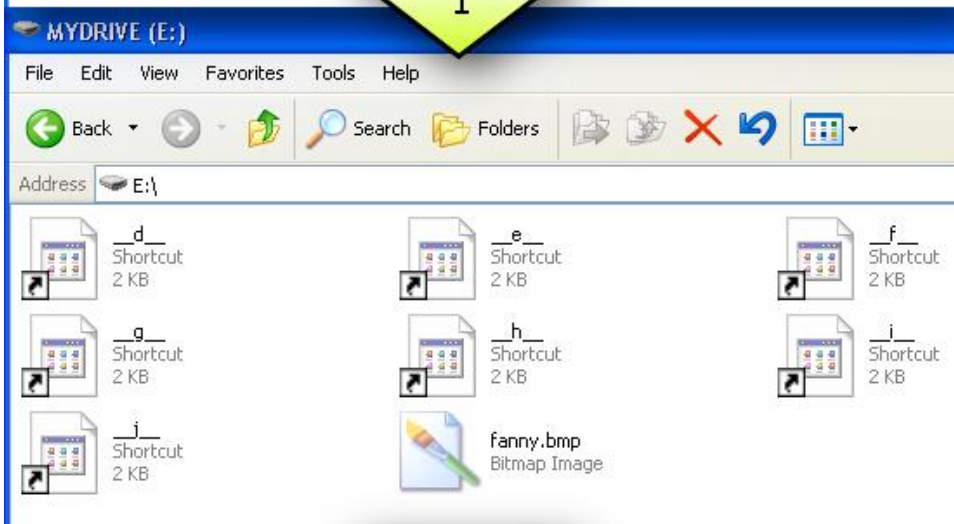 1
MYDRIVE (E:)
File Edit View Favorites Tools Help
Back Search Folders
Address E:\
__d__
Shortcut
2 KB
__e__
Shortcut
2 KB
__f__
Shortcut
2 KB
__g__
Shortcut
2 KB
__h__
Shortcut
2 KB
__i__
Shortcut
2 KB
__j__
Shortcut
2 KB
fanny.bmp
Bitmap Image